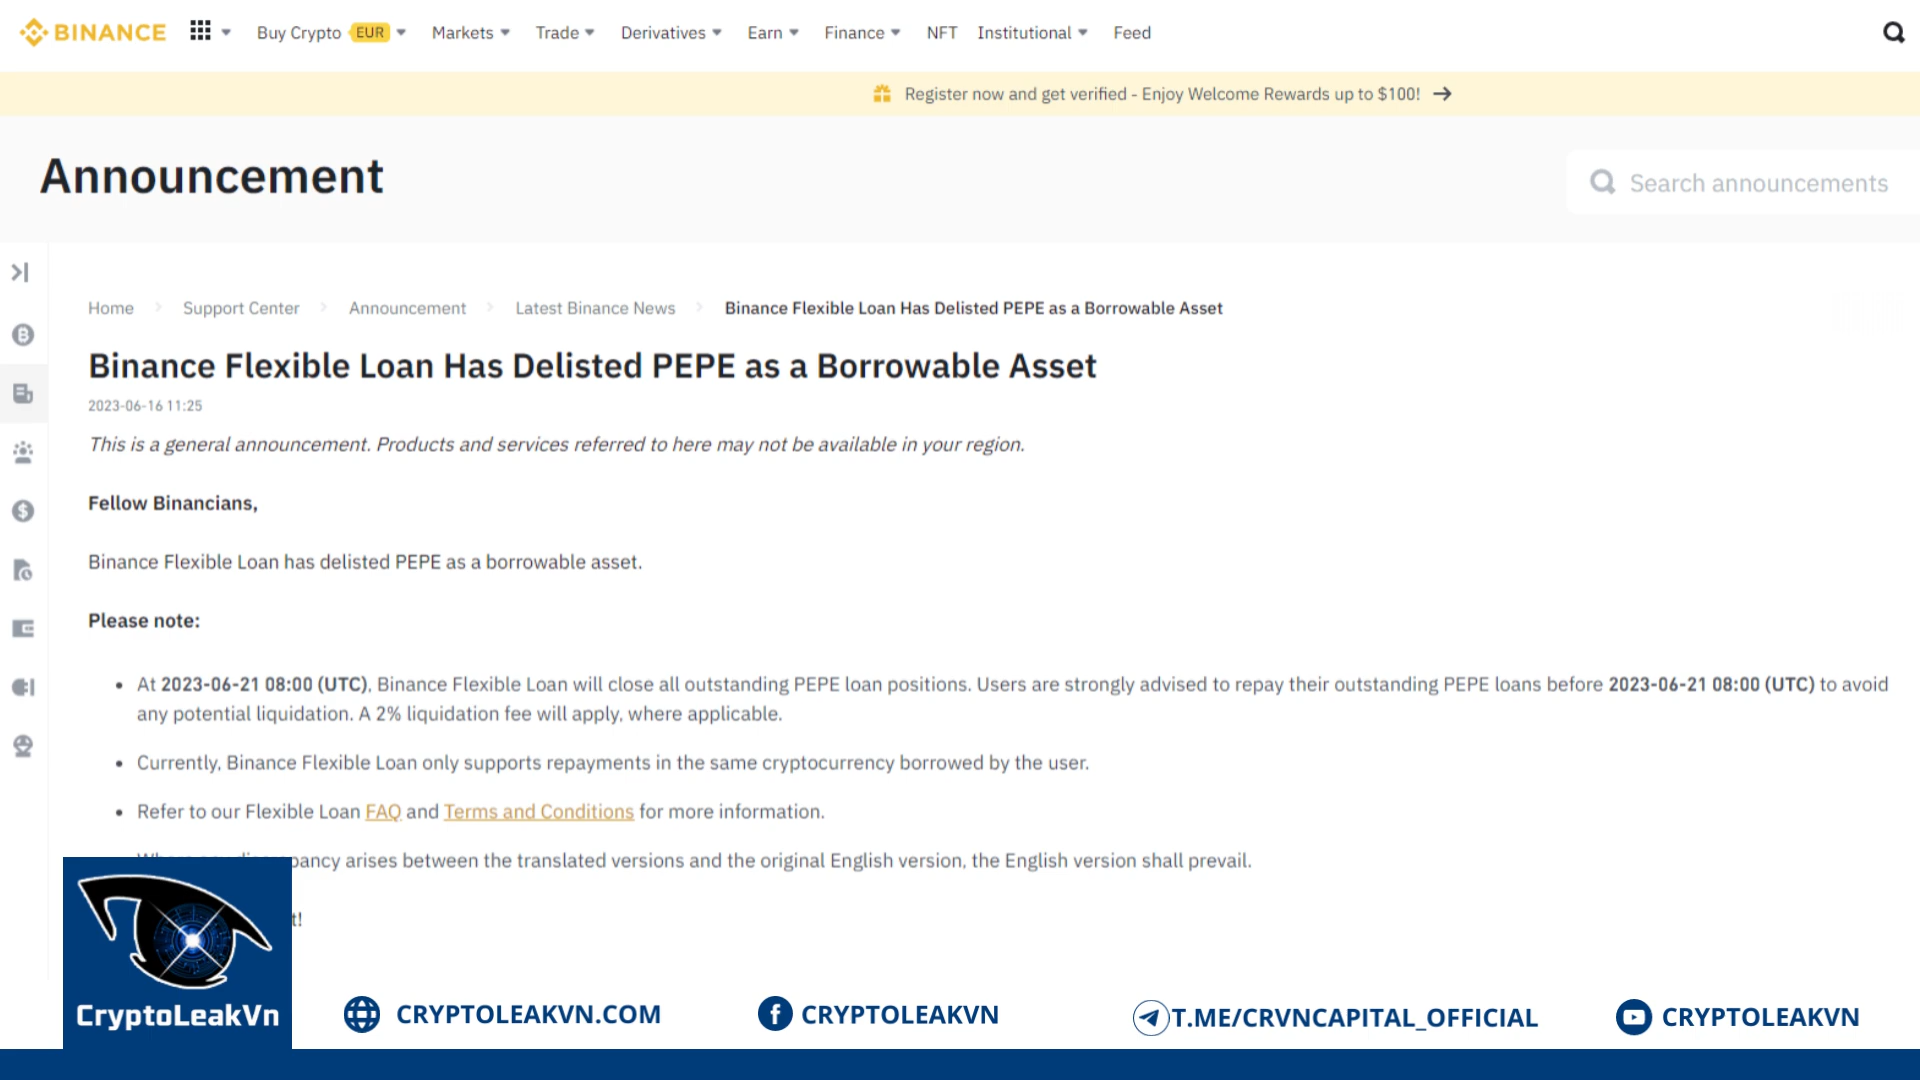 BINANCE Buy Crypto EUR Markets Trade Derivatives Earn Finance NFT Institutional Feed
Register now and get verified - Enjoy Welcome Rewards up to $100!
Announcement
Search announcements
Home Support Center Announcement Latest Binance News Binance Flexible Loan Has Delisted PEPE as a Borrowable Asset
Binance Flexible Loan Has Delisted PEPE as a Borrowable Asset
2023-06-16 11:25
This is a general announcement. Products and services referred to here may not be available in your region.
Fellow Binancians,
Binance Flexible Loan has delisted PEPE as a borrowable asset.
Please note:
• At 2023-06-21 08:00 (UTC), Binance Flexible Loan will close all outstanding PEPE loan positions. Users are strongly advised to repay their outstanding PEPE loans before 2023-06-21 08:00 (UTC) to avoid
any potential liquidation. A 2% liquidation fee will apply, where applicable.
• Currently, Binance Flexible Loan only supports repayments in the same cryptocurrency borrowed by the user.
• Refer to our Flexible Loan FAQ and Terms and Conditions for more information.
arises between the translated versions and the original English version, the English version shall prevail.
CryptoLeakVn
CRYPTOLEAKVN.COM CRYPTOLEAKVN T.ME/CRVNCAPITAL_OFFICIAL CRYPTOLEAKVN